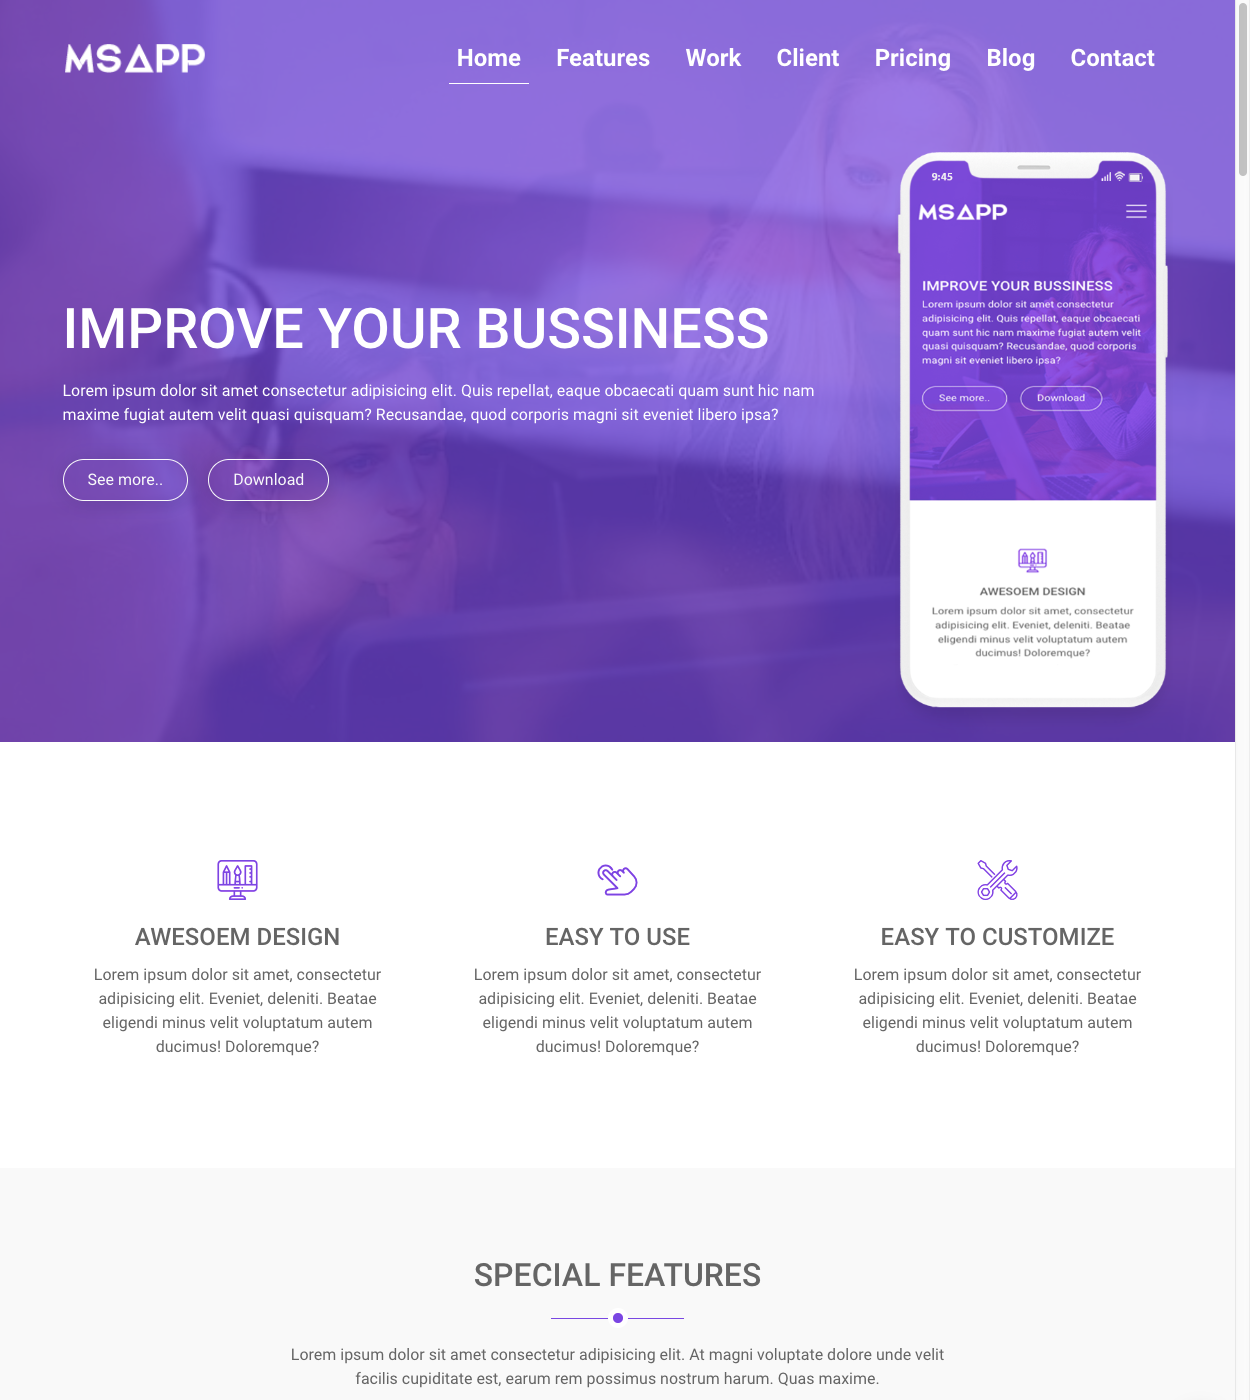 MSAPP
Home Features Work Client Pricing Blog Contact
IMPROVE YOUR BUSSINESS
Lorem ipsum dolor sit amet consectetur adipisicing elit. Quis repellat, eaque obcaecati quam sunt hic nam
maxime fugiat autem velit quasi quisquam? Recusandae, quod corporis magni sit eveniet libero ipsa?
See more.. Download
9:45
MSAPP
IMPROVE YOUR BUSSINESS
Lorem ipsum dolor sit amet consectetur
adipisicing elit. Quis repellat, eaque obcaecati
quam sunt hic nam maxime fugiat autem velit
quasi quisquam? Recusandae, quod corporis
magni sit eveniet libero ipsa?
See more.. Download
AWESOEM DESIGN
Lorem ipsum dolor sit amet, consectetur
adipisicing elit. Eveniet, deleniti. Beatae
eligendi minus velit voluptatum autem
ducimus! Doloremque?
AWESOEM DESIGN
Lorem ipsum dolor sit amet, consectetur
adipisicing elit. Eveniet, deleniti. Beatae
eligendi minus velit voluptatum autem
ducimus! Doloremque?
EASY TO USE
Lorem ipsum dolor sit amet, consectetur
adipisicing elit. Eveniet, deleniti. Beatae
eligendi minus velit voluptatum autem
ducimus! Doloremque?
EASY TO CUSTOMIZE
Lorem ipsum dolor sit amet, consectetur
adipisicing elit. Eveniet, deleniti. Beatae
eligendi minus velit voluptatum autem
ducimus! Doloremque?
SPECIAL FEATURES
Lorem ipsum dolor sit amet consectetur adipisicing elit. At magni voluptate dolore unde velit
facilis cupiditate est, earum rem possimus nostrum harum. Quas maxime.